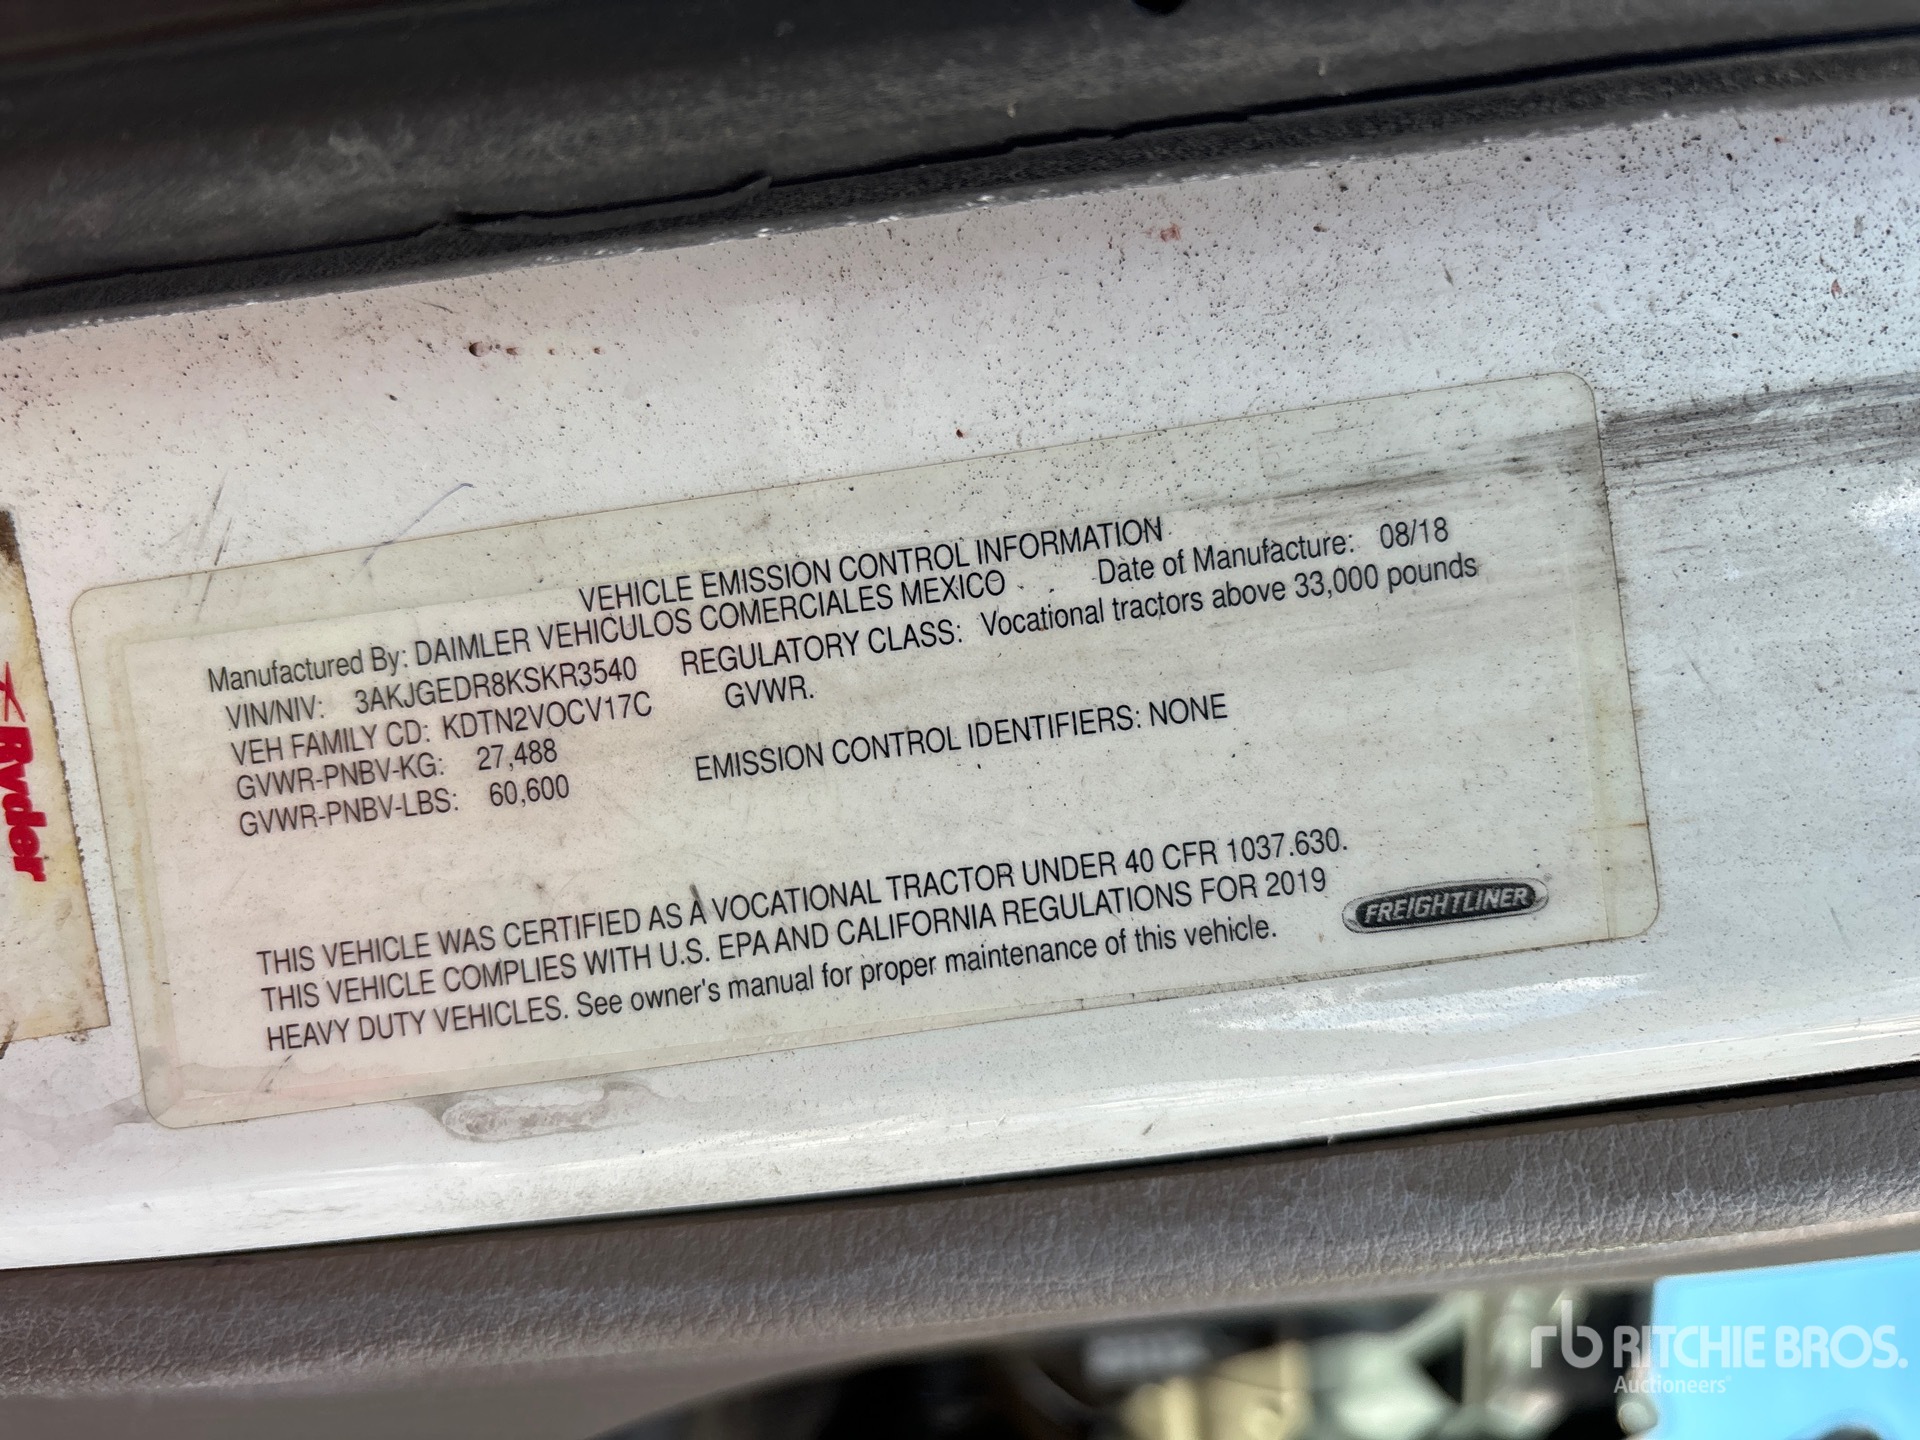 VEHICLE EMISSION CONTROL INFORMATION
Manufactured By: DAIMLER VEHICULOS COMERCIALES MEXICO Date of Manufacture: 08/18
VIN/NIV: 3AKJGEDR8KSKR3540 REGULATORY CLASS: Vocational tractors above 33,000 pounds
VEH FAMILY CD: KDTN2VOCV17C GVWR.
GVWR-PNBV-KG: 27,488
GVWR-PNBV-LBS: 60,600 EMISSION CONTROL IDENTIFIERS: NONE
THIS VEHICLE WAS CERTIFIED AS A VOCATIONAL TRACTOR UNDER 40 CFR 1037.630.
THIS VEHICLE COMPLIES WITH U.S. EPA AND CALIFORNIA REGULATIONS FOR 2019
HEAVY DUTY VEHICLES. See owner's manual for proper maintenance of this vehicle.
FREIGHTLINER
Ryder
rb RITCHIE BROS.
Auctioneers